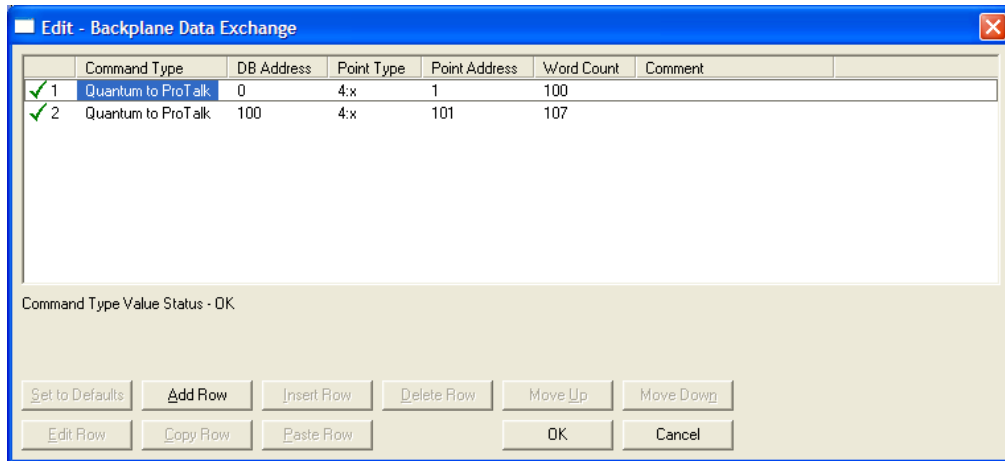 Edit - Backplane Data Exchange
Command Type DB Address Point Type Point Address Word Count Comment
1 Quantum to ProTalk 0 4:x 1 100
2 Quantum to ProTalk 100 4:x 101 107
Command Type Value Status - OK
Set to Defaults Add Row Insert Row Delete Row Move Up Move Down
Edit Row Copy Row Paste Row OK Cancel